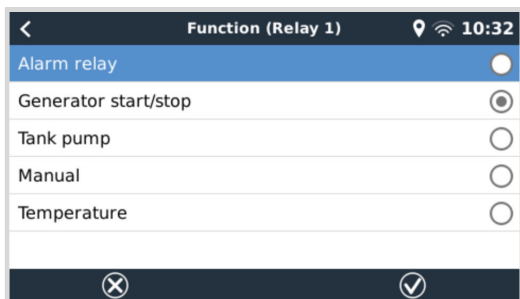 Function (Relay 1) 10:32
Alarm relay
Generator start/stop
Tank pump
Manual
Temperature